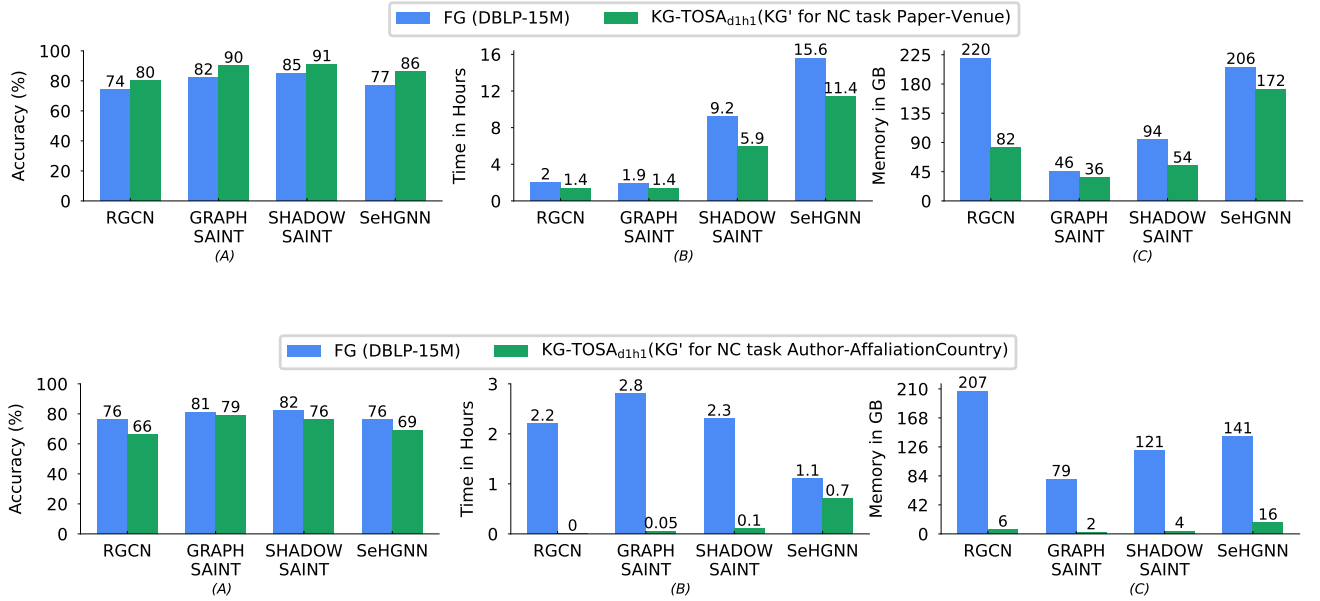 FG (DBLP-15M) KG-TOSAd1h1(KG' for NC task Paper-Venue)
Accuracy (%)
100
80
60
40
20
0
74 80 82 90 85 91 77 86
RGCN GRAPH SAINT SHADOW SAINT SeHGNN
(A)
Time in Hours
16
12
8
4
0
2 1.4 1.9 1.4 9.2 5.9 15.6 11.4
RGCN GRAPH SAINT SHADOW SAINT SeHGNN
(B)
Memory in GB
225
180
135
90
45
0
220 82 46 36 94 54 206 172
RGCN GRAPH SAINT SHADOW SAINT SeHGNN
(C)
FG (DBLP-15M) KG-TOSAd1h1(KG' for NC task Author-AffaliationCountry)
Accuracy (%)
100
80
60
40
20
0
76 66 81 79 82 76 76 69
RGCN GRAPH SAINT SHADOW SAINT SeHGNN
(A)
Time in Hours
3
2
1
0
2.2 0 2.8 0.05 2.3 0.1 1.1 0.7
RGCN GRAPH SAINT SHADOW SAINT SeHGNN
(B)
Memory in GB
210
168
126
84
42
0
207 6 79 2 121 4 141 16
RGCN GRAPH SAINT SHADOW SAINT SeHGNN
(C)